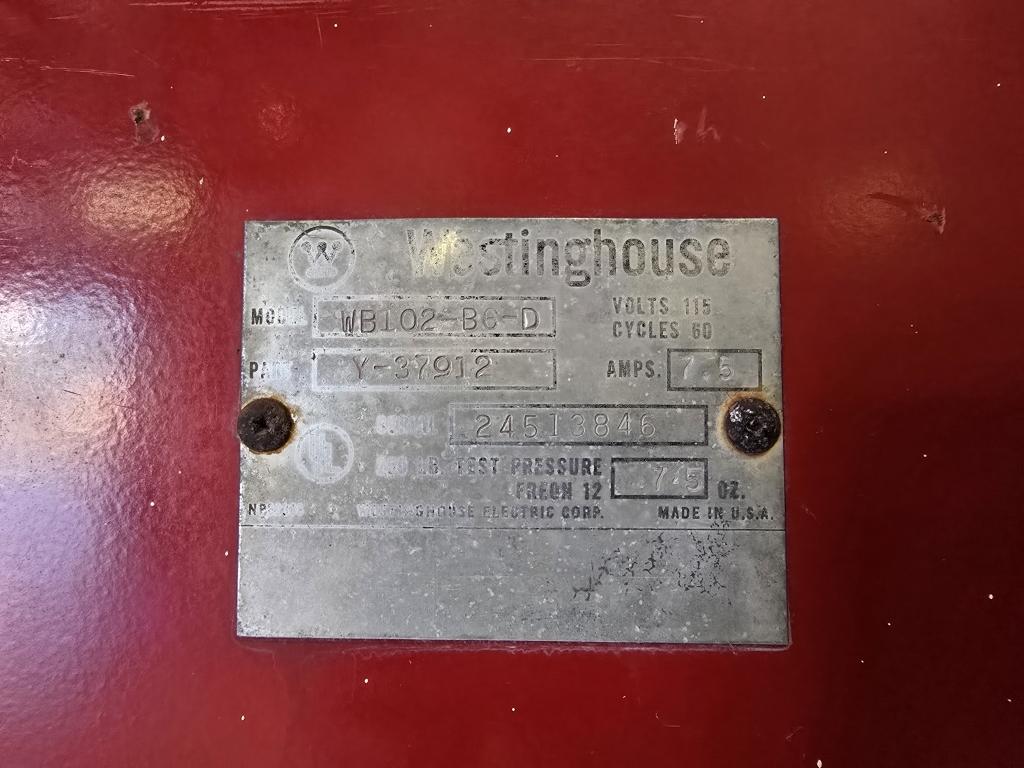 W
Westinghouse
WB102-B6-D
VOLTS 115
CYCLES 60
Y-37912
AMPS. 7.5
24513846
TEST PRESSURE
FREON 12 7.45 OZ.
ELECTRIC CORP. MADE IN U.S.A.